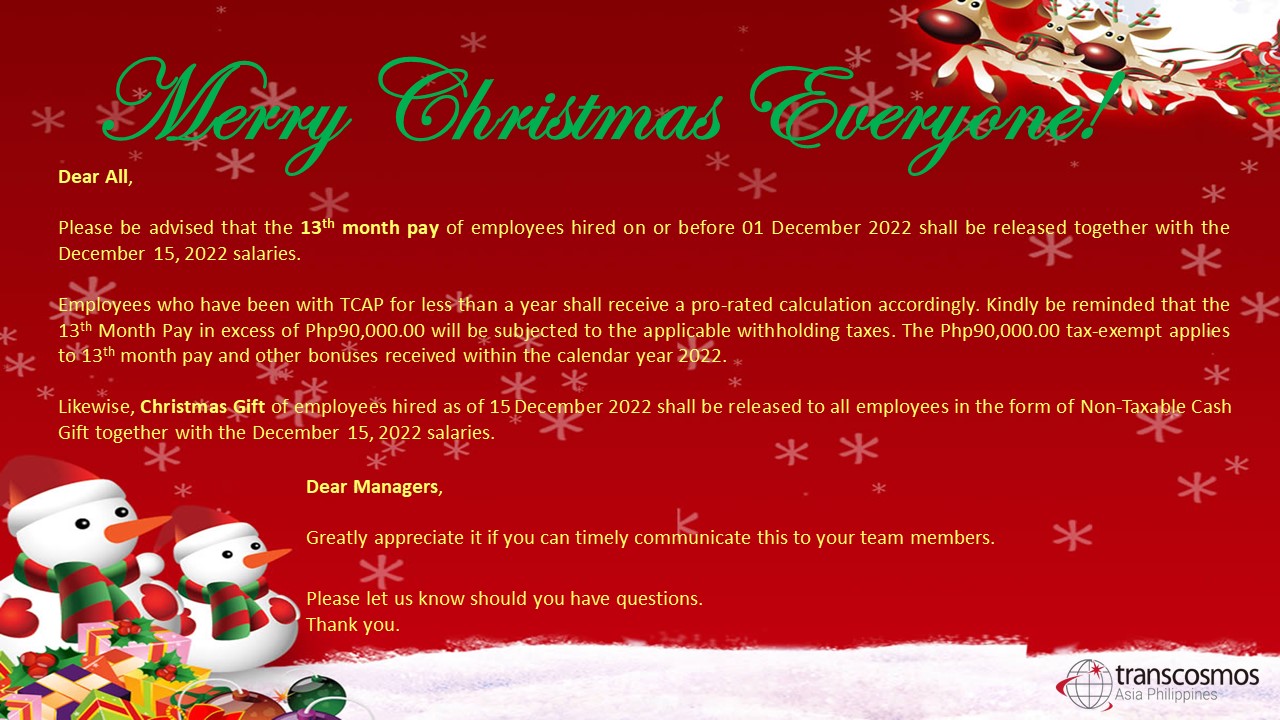 Merry Christmas Everyone!
Dear All,
Please be advised that the 13th month pay of employees hired on or before 01 December 2022 shall be released together with the
December 15, 2022 salaries.
Employees who have been with TCAP for less than a year shall receive a pro-rated calculation accordingly. Kindly be reminded that the
13th Month Pay in excess of Php90,000.00 will be subjected to the applicable withholding taxes. The Php90,000.00 tax-exempt applies
to 13th month pay and other bonuses received within the calendar year 2022.
Likewise, Christmas Gift of employees hired as of 15 December 2022 shall be released to all employees in the form of Non-Taxable Cash
Gift together with the December 15, 2022 salaries.
Dear Managers,
Greatly appreciate it if you can timely communicate this to your team members.
Please let us know should you have questions.
Thank you.
transcosmos
Asia Philippines